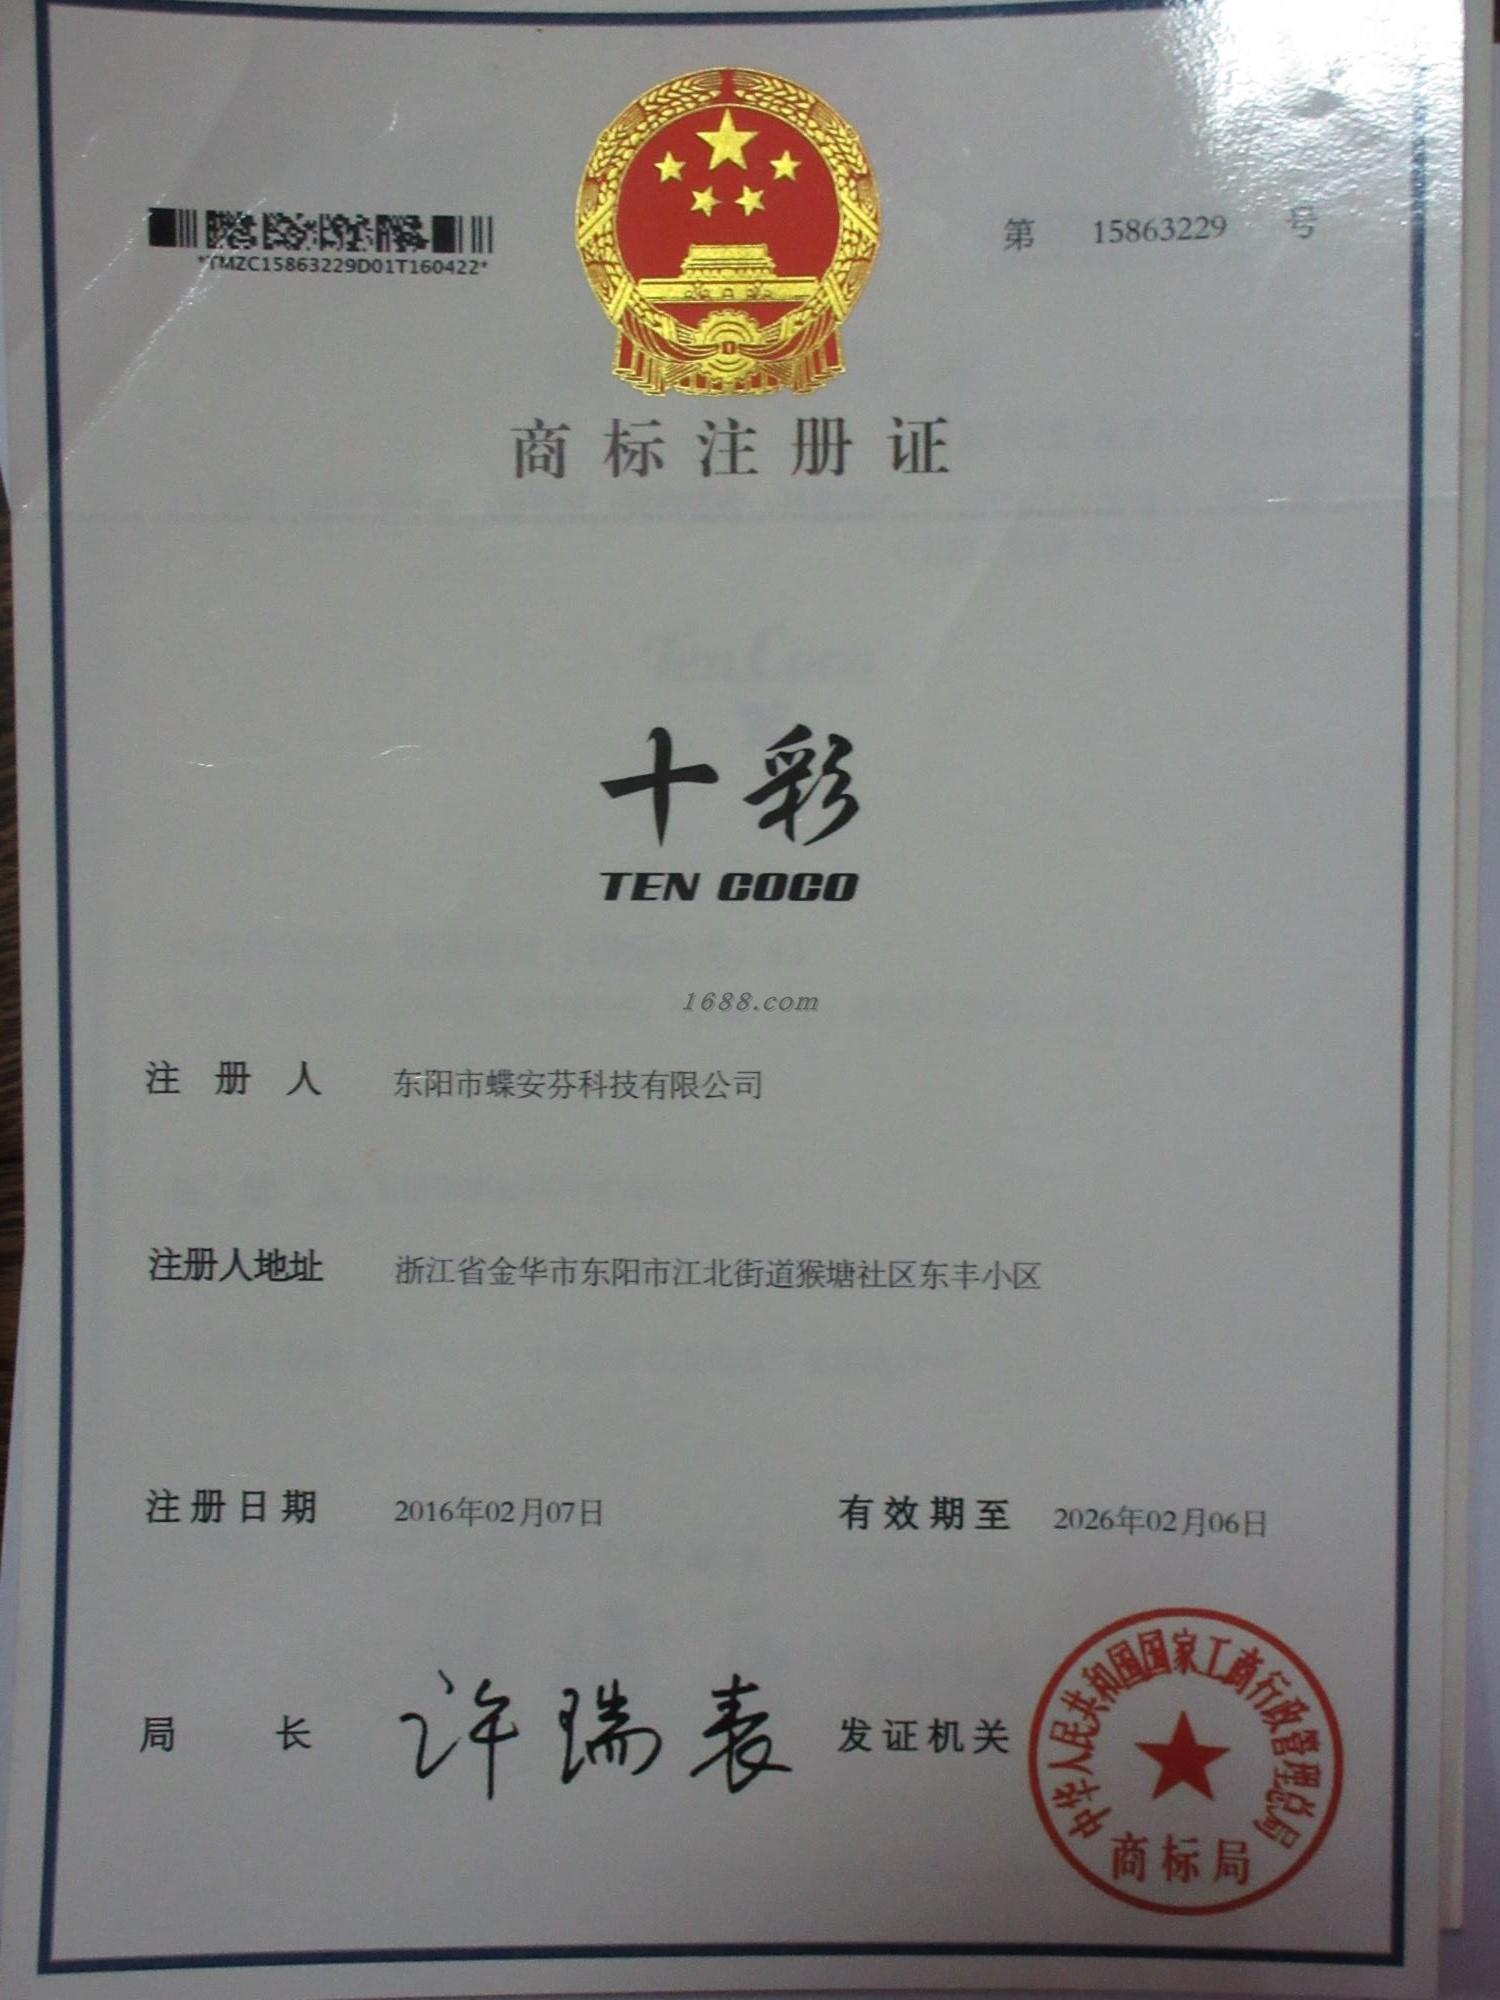 *TMZC15863229D01T160422*
第 15863229 号
商标注册证
十彩
TEN COCO
1688.com
注册人 东阳市蝶安芬科技有限公司
注册人地址 浙江省金华市东阳市江北街道猴塘社区东丰小区
注册日期 2016年02月07日 有效期至 2026年02月06日
局长 许瑞表 发证机关
中华人民共和国国家工商行政管理总局
商标局